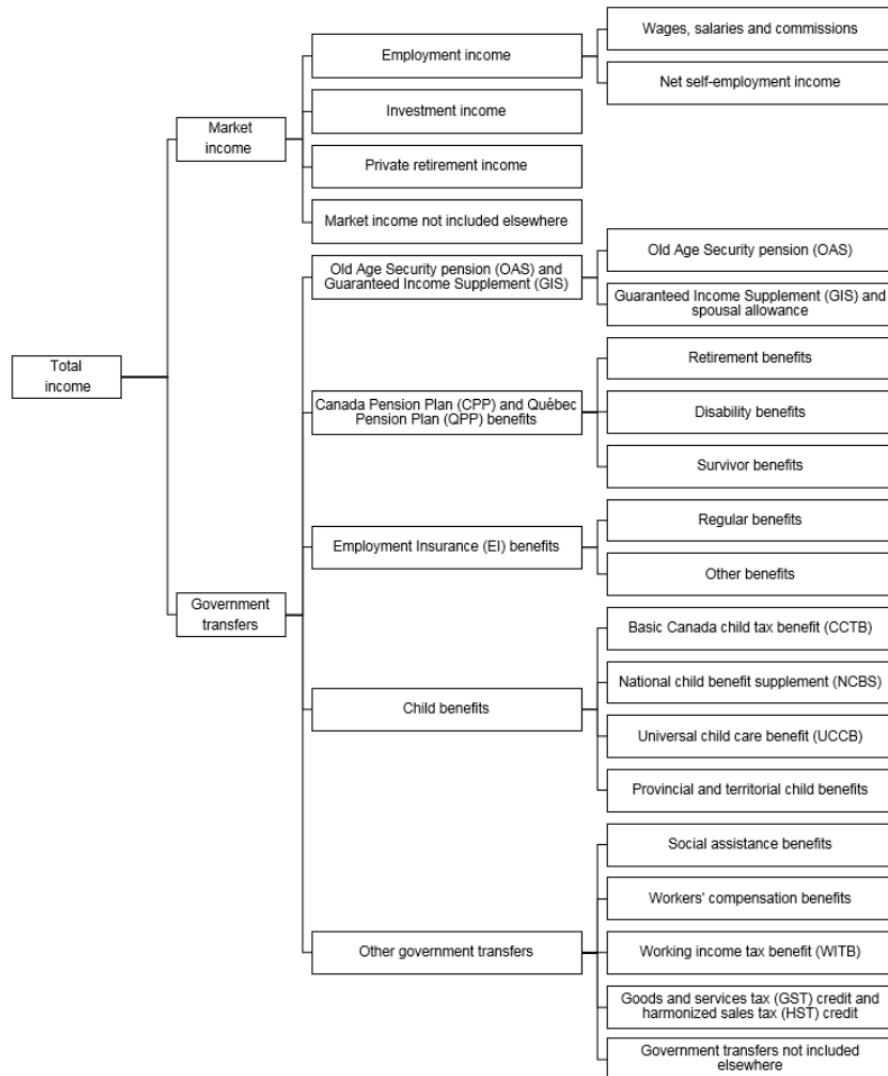 Wages, salaries and commissions
Employment income
Net self-employment income
Investment income
Market
income
Private retirement income
Market income not included elsewhere
Old Age Security pension (OAS)
Old Age Security pension (OAS) and
Guaranteed Income Supplement (GIS)
Guaranteed Income Supplement (GIS) and
spousal allowance
Total
income
Retirement benefits
Canada Pension Plan (CPP) and Québec
Pension Plan (QPP) benefits
Disability benefits
Survivor benefits
Regular benefits
Employment Insurance (EI) benefits
Other benefits
Government
transfers
Basic Canada child tax benefit (CCTB)
National child benefit supplement (NCBS)
Child benefits
Universal child care benefit (UCCB)
Provincial and territorial child benefits
Social assistance benefits
Workers' compensation benefits
Other government transfers
Working income tax benefit (WITB)
Goods and services tax (GST) credit and
harmonized sales tax (HST) credit
Government transfers not included
elsewhere